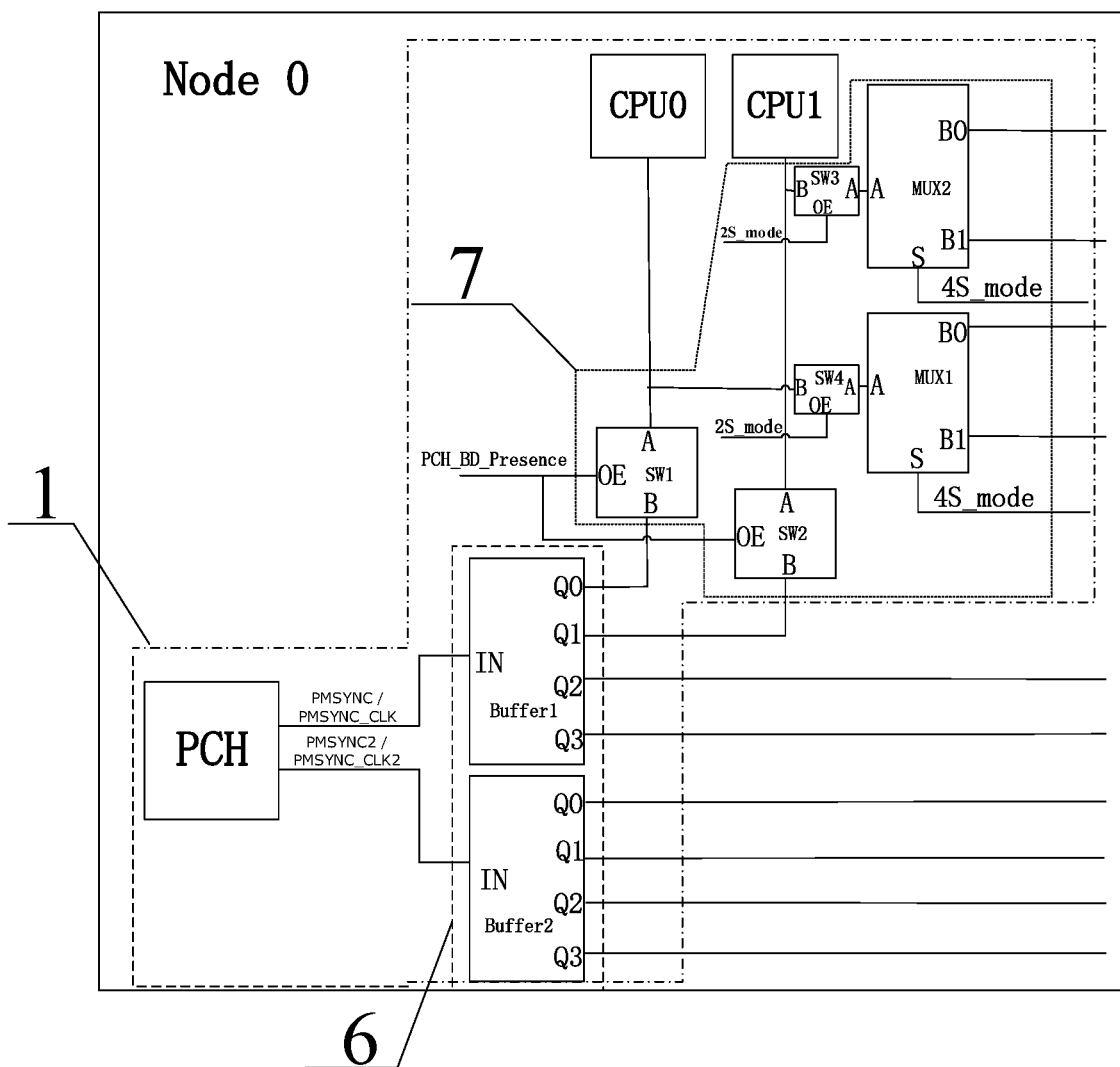 Node 0
CPU0
CPU1
B0
SW3
B
A
A
MUX2
OE
2S_mode
B1
S
4S_mode
7
B0
SW4
B
A
A
MUX1
OE
2S_mode
A
B1
PCH_BD_Presence
OE
SW1
S
B
4S_mode
1
A
OE
SW2
B
Q0
Q1
IN
Q2
PMSYNC /
PMSYNC_CLK
Buffer1
PCH
Q3
PMSYNC2 /
PMSYNC_CLK2
Q0
Q1
IN
Q2
Buffer2
Q3
6